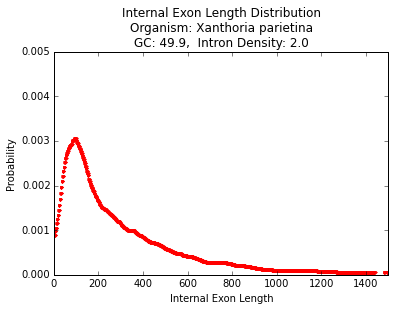 Internal Exon Length Distribution
Organism: Xanthoria parietina
GC: 49.9,  Intron Density: 2.0
0.005
0.004
0.003
0.002
0.001
0.000
Probability
0 200 400 600 800 1000 1200 1400
Internal Exon Length